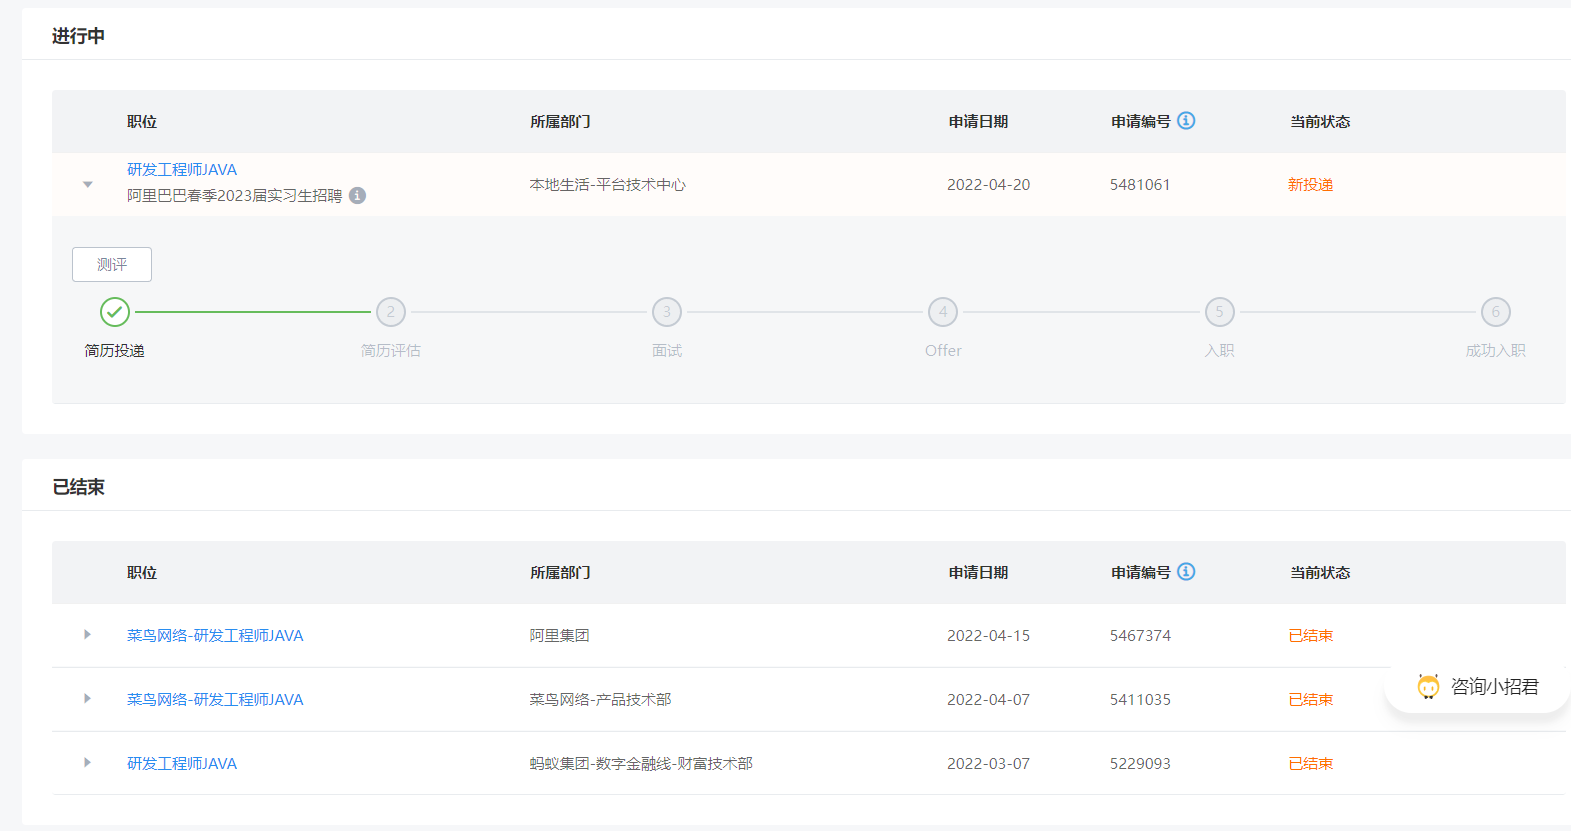 进行中
职位 所属部门 申请日期 申请编号 当前状态
研发工程师JAVA
阿里巴巴春季2023届实习生招聘
本地生活-平台技术中心 2022-04-20 5481061 新投递
测评
2 3 4 5 6
简历投递 简历评估 面试 Offer 入职 成功入职
已结束
职位 所属部门 申请日期 申请编号 当前状态
菜鸟网络-研发工程师JAVA 阿里集团 2022-04-15 5467374 已结束
菜鸟网络-研发工程师JAVA 菜鸟网络-产品技术部 2022-04-07 5411035 已结束
咨询小招君
研发工程师JAVA 蚂蚁集团-数字金融线-财富技术部 2022-03-07 5229093 已结束